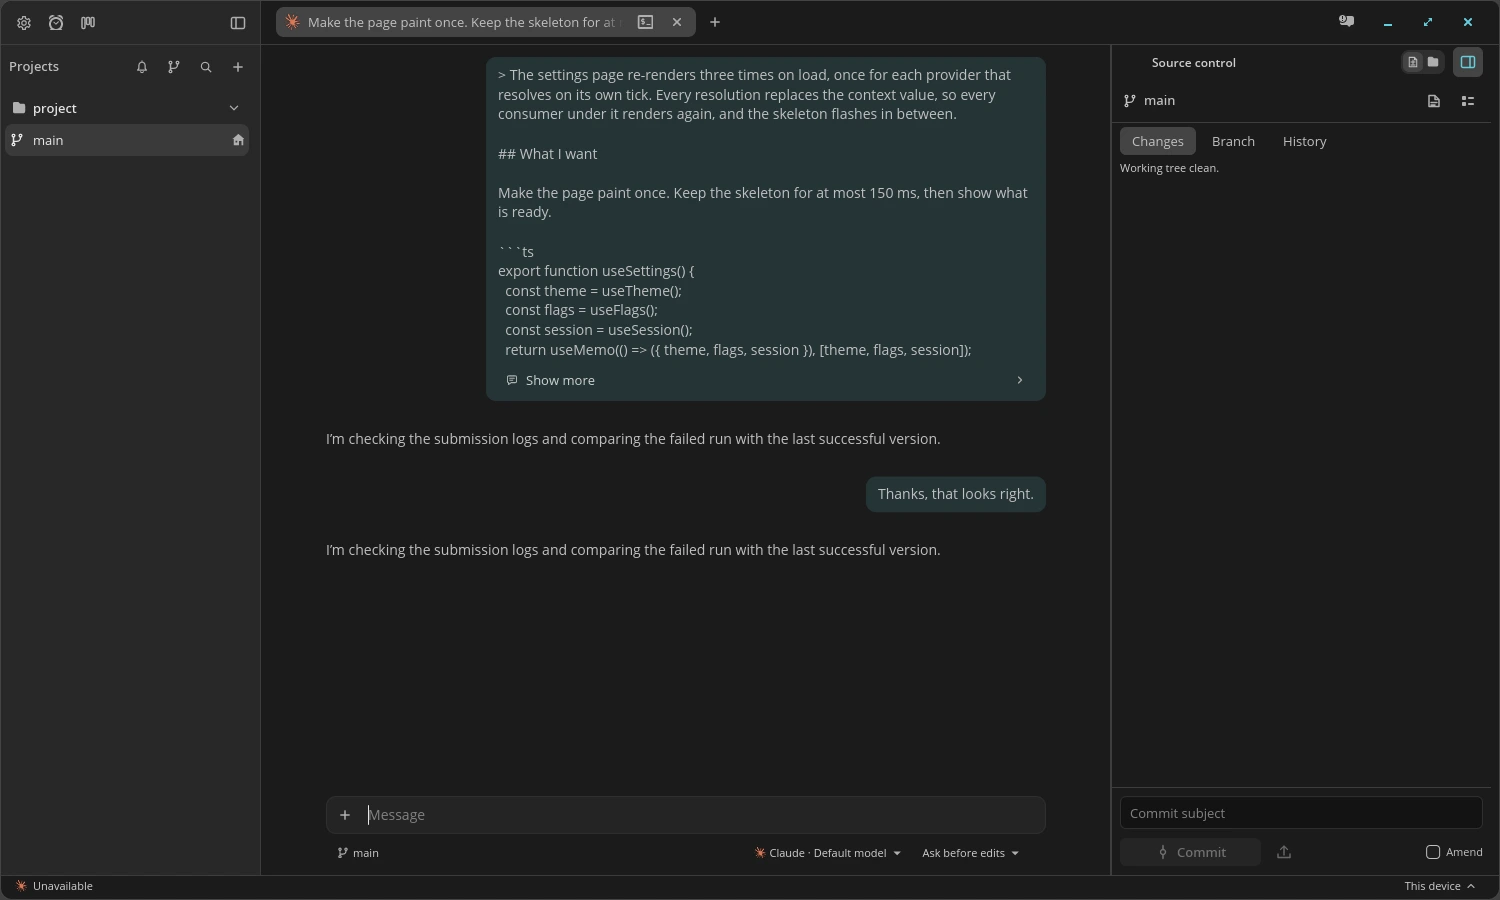 Make the page paint once. Keep the skeleton for at
Projects
project
main
> The settings page re-renders three times on load, once for each provider that
resolves on its own tick. Every resolution replaces the context value, so every
consumer under it renders again, and the skeleton flashes in between.
## What I want
Make the page paint once. Keep the skeleton for at most 150 ms, then show what
is ready.
```ts
export function useSettings() {
const theme = useTheme();
const flags = useFlags();
const session = useSession();
return useMemo(() => ({ theme, flags, session }), [theme, flags, session]);
Show more
I'm checking the submission logs and comparing the failed run with the last successful version.
Thanks, that looks right.
I'm checking the submission logs and comparing the failed run with the last successful version.
Message
main
Claude · Default model
Ask before edits
Source control
main
Changes
Branch
History
Working tree clean.
Commit subject
Commit
Amend
Unavailable
This device